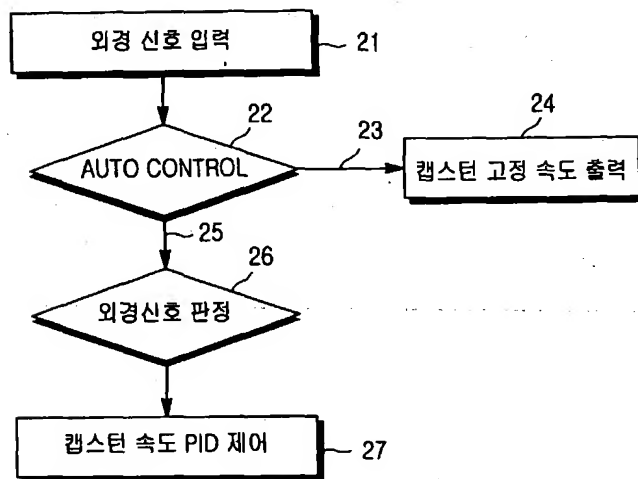 외경 신호 입력
21
22
23
24
AUTO CONTROL
캡스턴 고정 속도 출력
25
26
외경신호 판정
캡스턴 속도 PID 제어
27